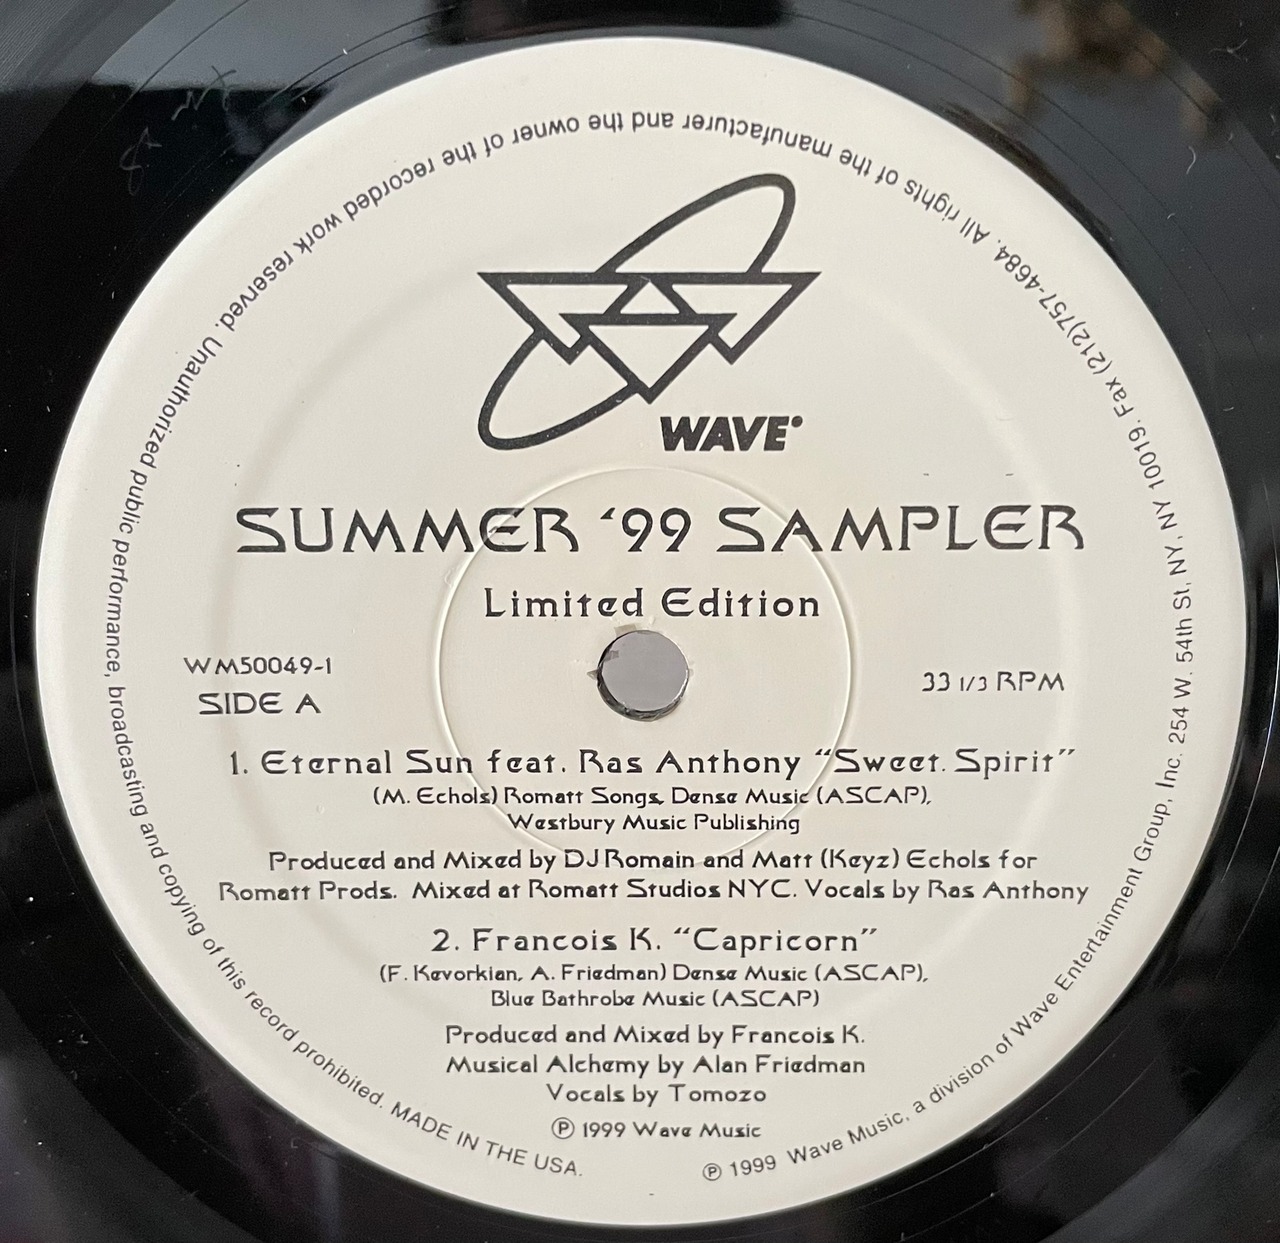 WAVE
SUMMER '99 SAMPLER
Limited Edition
WM50049-1
SIDE A
33 1/3 RPM
1. Eternal Sun feat. Ras Anthony "Sweet. Spirit"
(M. Echols) Romatt Songs, Dense Music (ASCAP),
Westbury Music Publishing
Produced and Mixed by DJ Romain and Matt (Keyz) Echols for
Romatt Prods. Mixed at Romatt Studios NYC. Vocals by Ras Anthony
2. Francois K. "Capricorn"
(F. Kevorkian, A. Friedman) Dense Music (ASCAP),
Blue Bathrobe Music (ASCAP)
Produced and Mixed by Francois K.
Musical Alchemy by Alan Friedman
Vocals by Tomozo
℗ 1999 Wave Music
℗ 1999 Wave Music, a division of Wave Entertainment Group, Inc. 254 W. 54th St, NY, NY 10019. Fax (212)757-4684. All rights of the manufacturer and the owner of the recorded work reserved. Unauthorized public performance, broadcasting and copying of this record prohibited. MADE IN THE USA.